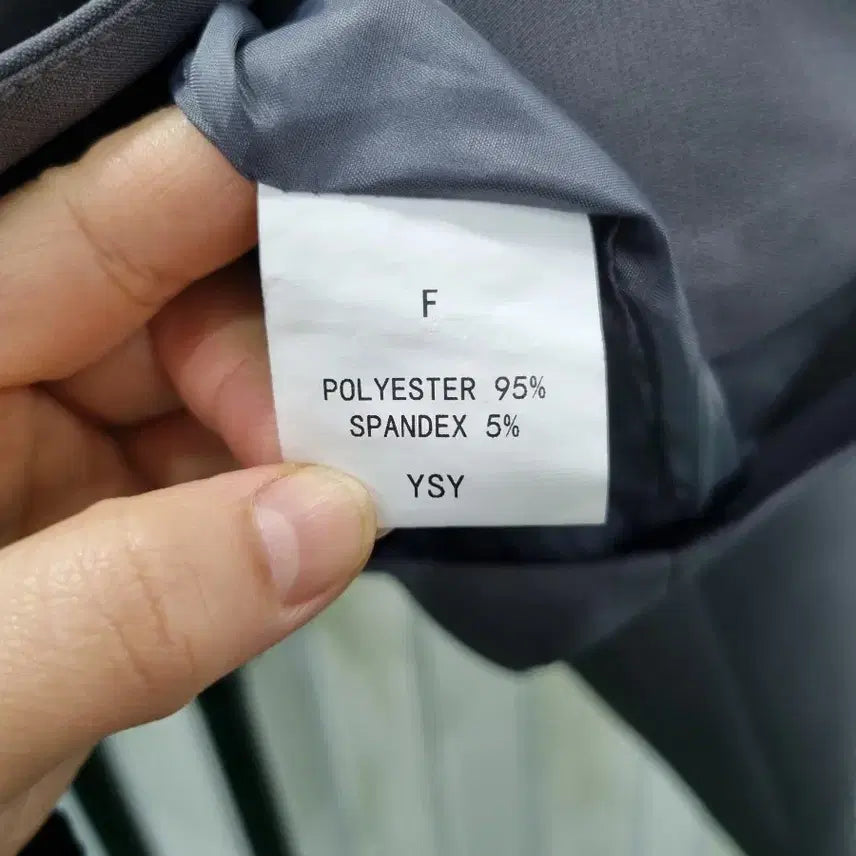 F
POLYESTER 95%
SPANDEX 5%
YSY